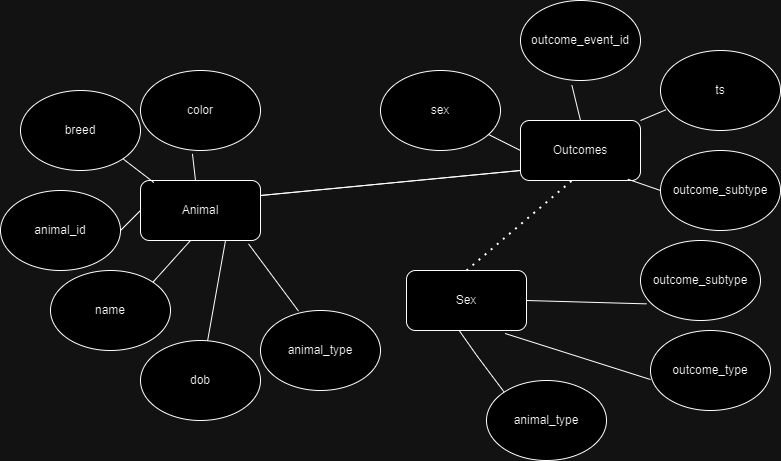 outcome_event_id
ts
color
sex
breed
Outcomes
outcome_subtype
Animal
animal_id
outcome_subtype
Sex
name
animal_type
outcome_type
dob
animal_type